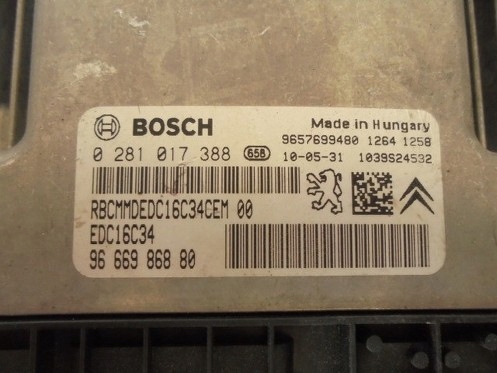 BOSCH
Made in Hungary
9657699480 1264 1258
0 281 017 388 658 10-05-31 1039S24532
RBCMMDEDC16C34CEM 00
EDC16C34
96 669 868 80